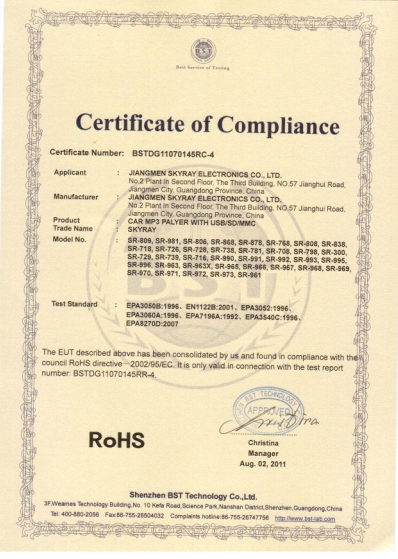 BST
Best Service of Testing
Certificate of Compliance
Certificate Number: BSTDG11070145RC-4
Applicant : JIANGMEN SKYRAY ELECTRONICS CO., LTD.
No.2 Plant in Second Floor, The Third Building, NO.57 Jianghui Road,
Jiangmen City, Guangdong Province, China
Manufacturer : JIANGMEN SKYRAY ELECTRONICS CO., LTD.
No.2 Plant in Second Floor, The Third Building, NO.57 Jianghui Road,
Jiangmen City, Guangdong Province, China
Product : CAR MP3 PALYER WITH USB/SD/MMC
Trade Name : SKYRAY
Model No. : SR-809, SR-981, SR-806, SR-868, SR-878, SR-768, SR-808, SR-838,
SR-718, SR-726, SR-728, SR-738, SR-781, SR-708, SR-798, SR-300,
SR-729, SR-739, SR-716, SR-990, SR-991, SR-992, SR-993, SR-995,
SR-996, SR-963, SR-963X, SR-965, SR-966, SR-967, SR-968, SR-969,
SR-970, SR-971, SR-972, SR-973, SR-961
Test Standard : EPA3050B:1996, EN1122B:2001, EPA3052:1996,
EPA3060A:1996, EPA7196A:1992, EPA3540C:1996,
EPA8270D:2007
The EUT described above has been consolidated by us and found in compliance with the
council RoHS directive —2002/95/EC. It is only valid in connection with the test report
number: BSTDG11070145RR-4.
BST TECHNOLOGY
APPROVED
RoHS
Christina
Manager
Aug. 02, 2011
Shenzhen BST Technology Co.,Ltd.
3F,Weames Technology Building,No. 10 Kefa Road,Science Park,Nanshan District,Shenzhen,Guangdong,China
Tel: 400-880-2056 Fax:86-755-26504032 Complaints hotline:86-755-26747756 http://www.bst-lab.com